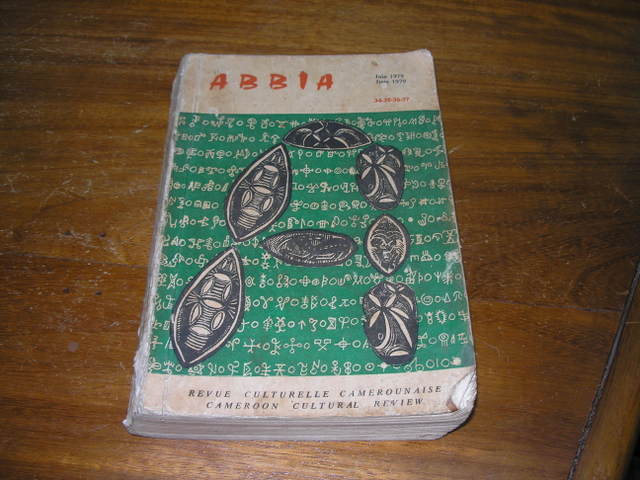 ABBIA
Juin 1979
June 1979
34-35-36-37
REVUE CULTURELLE CAMEROUNAISE
CAMEROON CULTURAL REVIEW